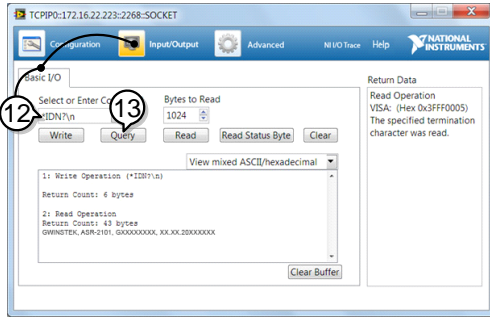 TCPIP0::172.16.22.223::2268::SOCKET
Configuration Input/Output Advanced NI I/O Trace Help NATIONAL INSTRUMENTS
Basic I/O
Return Data
Select or Enter Co
13
Bytes to Read
12
*IDN?\n
1024
Write Query Read Read Status Byte Clear
View mixed ASCII/hexadecimal
1: Write Operation (*IDN?\n)
Return Count: 6 bytes
2: Read Operation
Return Count: 43 bytes
GWINSTEK, ASR-2101, GXXXXXXXX, XX.XX.20XXXXXX
Clear Buffer
Read Operation
VISA: (Hex 0x3FFF0005)
The specified termination
character was read.